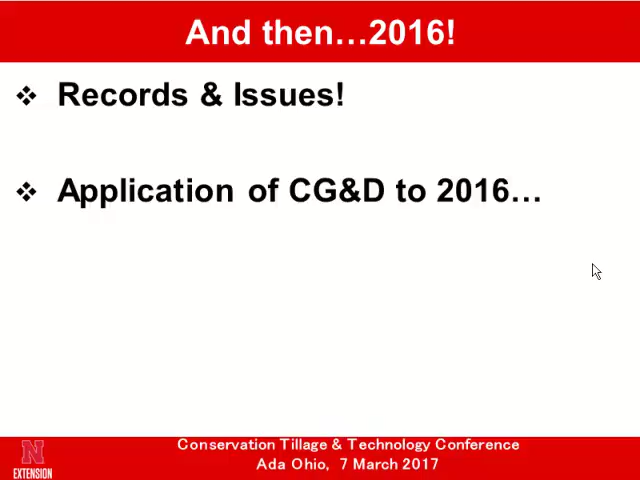 And then…2016!
❖ Records & Issues!
❖ Application of CG&D to 2016…
Conservation Tillage & Technology Conference
Ada Ohio, 7 March 2017
N
EXTENSION